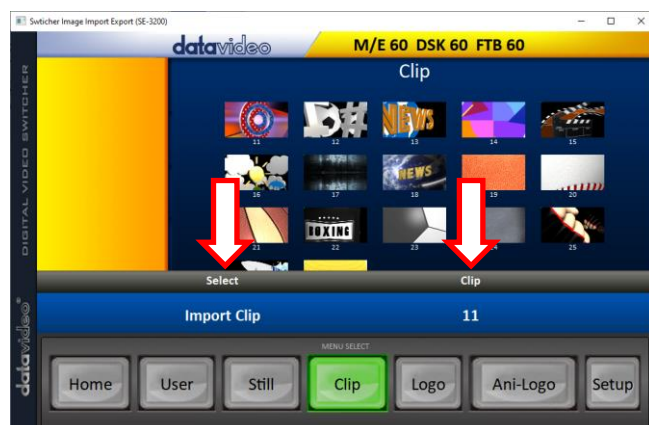 Swticher Image Import Export (SE-3200)
datavideo
M/E 60 DSK 60 FTB 60
DIGITAL VIDEO SWITCHER
datavideo
Clip
11
12
13
14
15
NEWS
16
17
18
19
20
NEWS
21
22
23
24
25
BOXING
Select
Clip
Import Clip
11
MENU SELECT
Home
User
Still
Clip
Logo
Ani-Logo
Setup